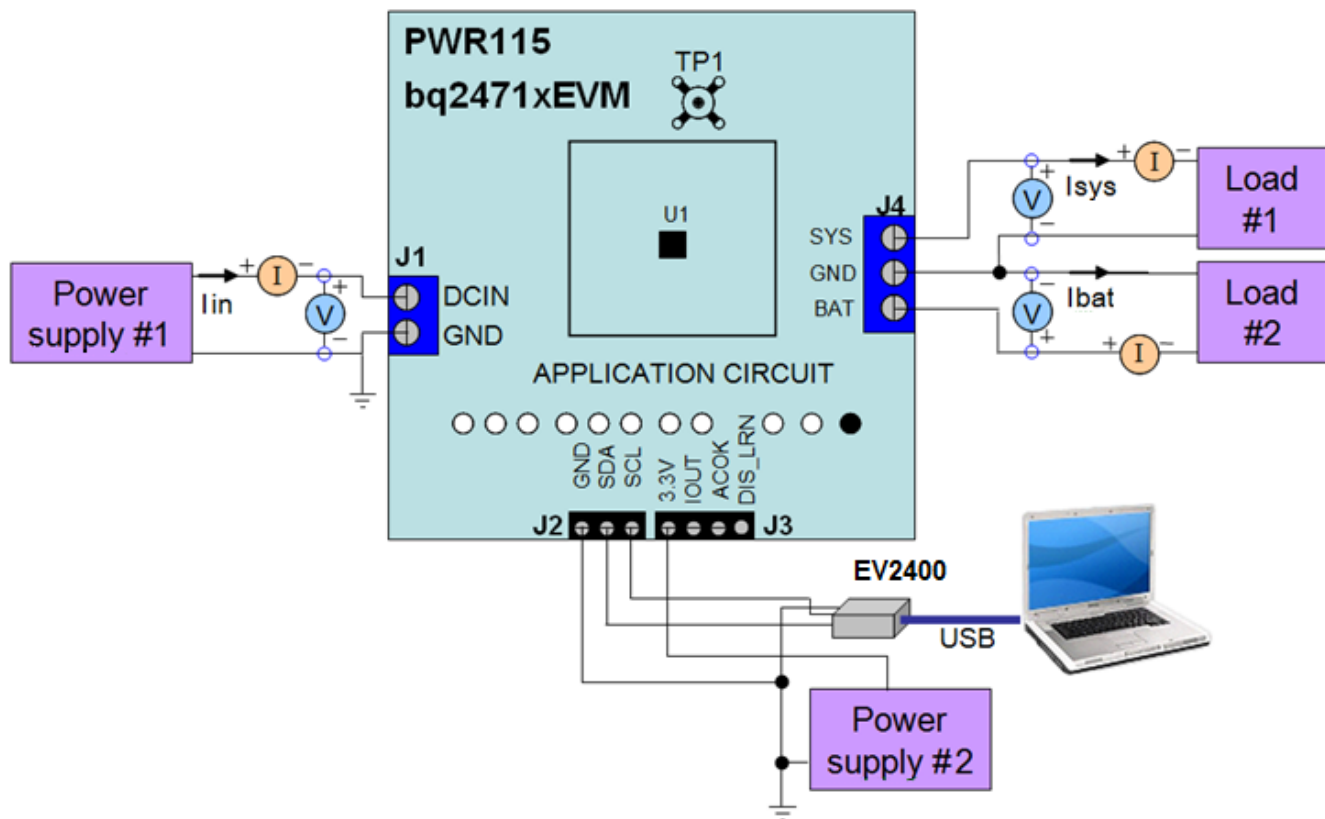 PWR115
bq2471xEVM
TP1
U1
J1
DCIN
GND
Power
supply #1
Iin
+
I
−
+
V
−
J4
SYS
GND
BAT
+
V
−
Isys
+
I
−
Load
#1
−
V
+
Ibat
+
I
−
Load
#2
APPLICATION CIRCUIT
GND
SDA
SCL
3.3V
IOUT
ACOK
DIS_LRN
J2
J3
EV2400
USB
Power
supply #2